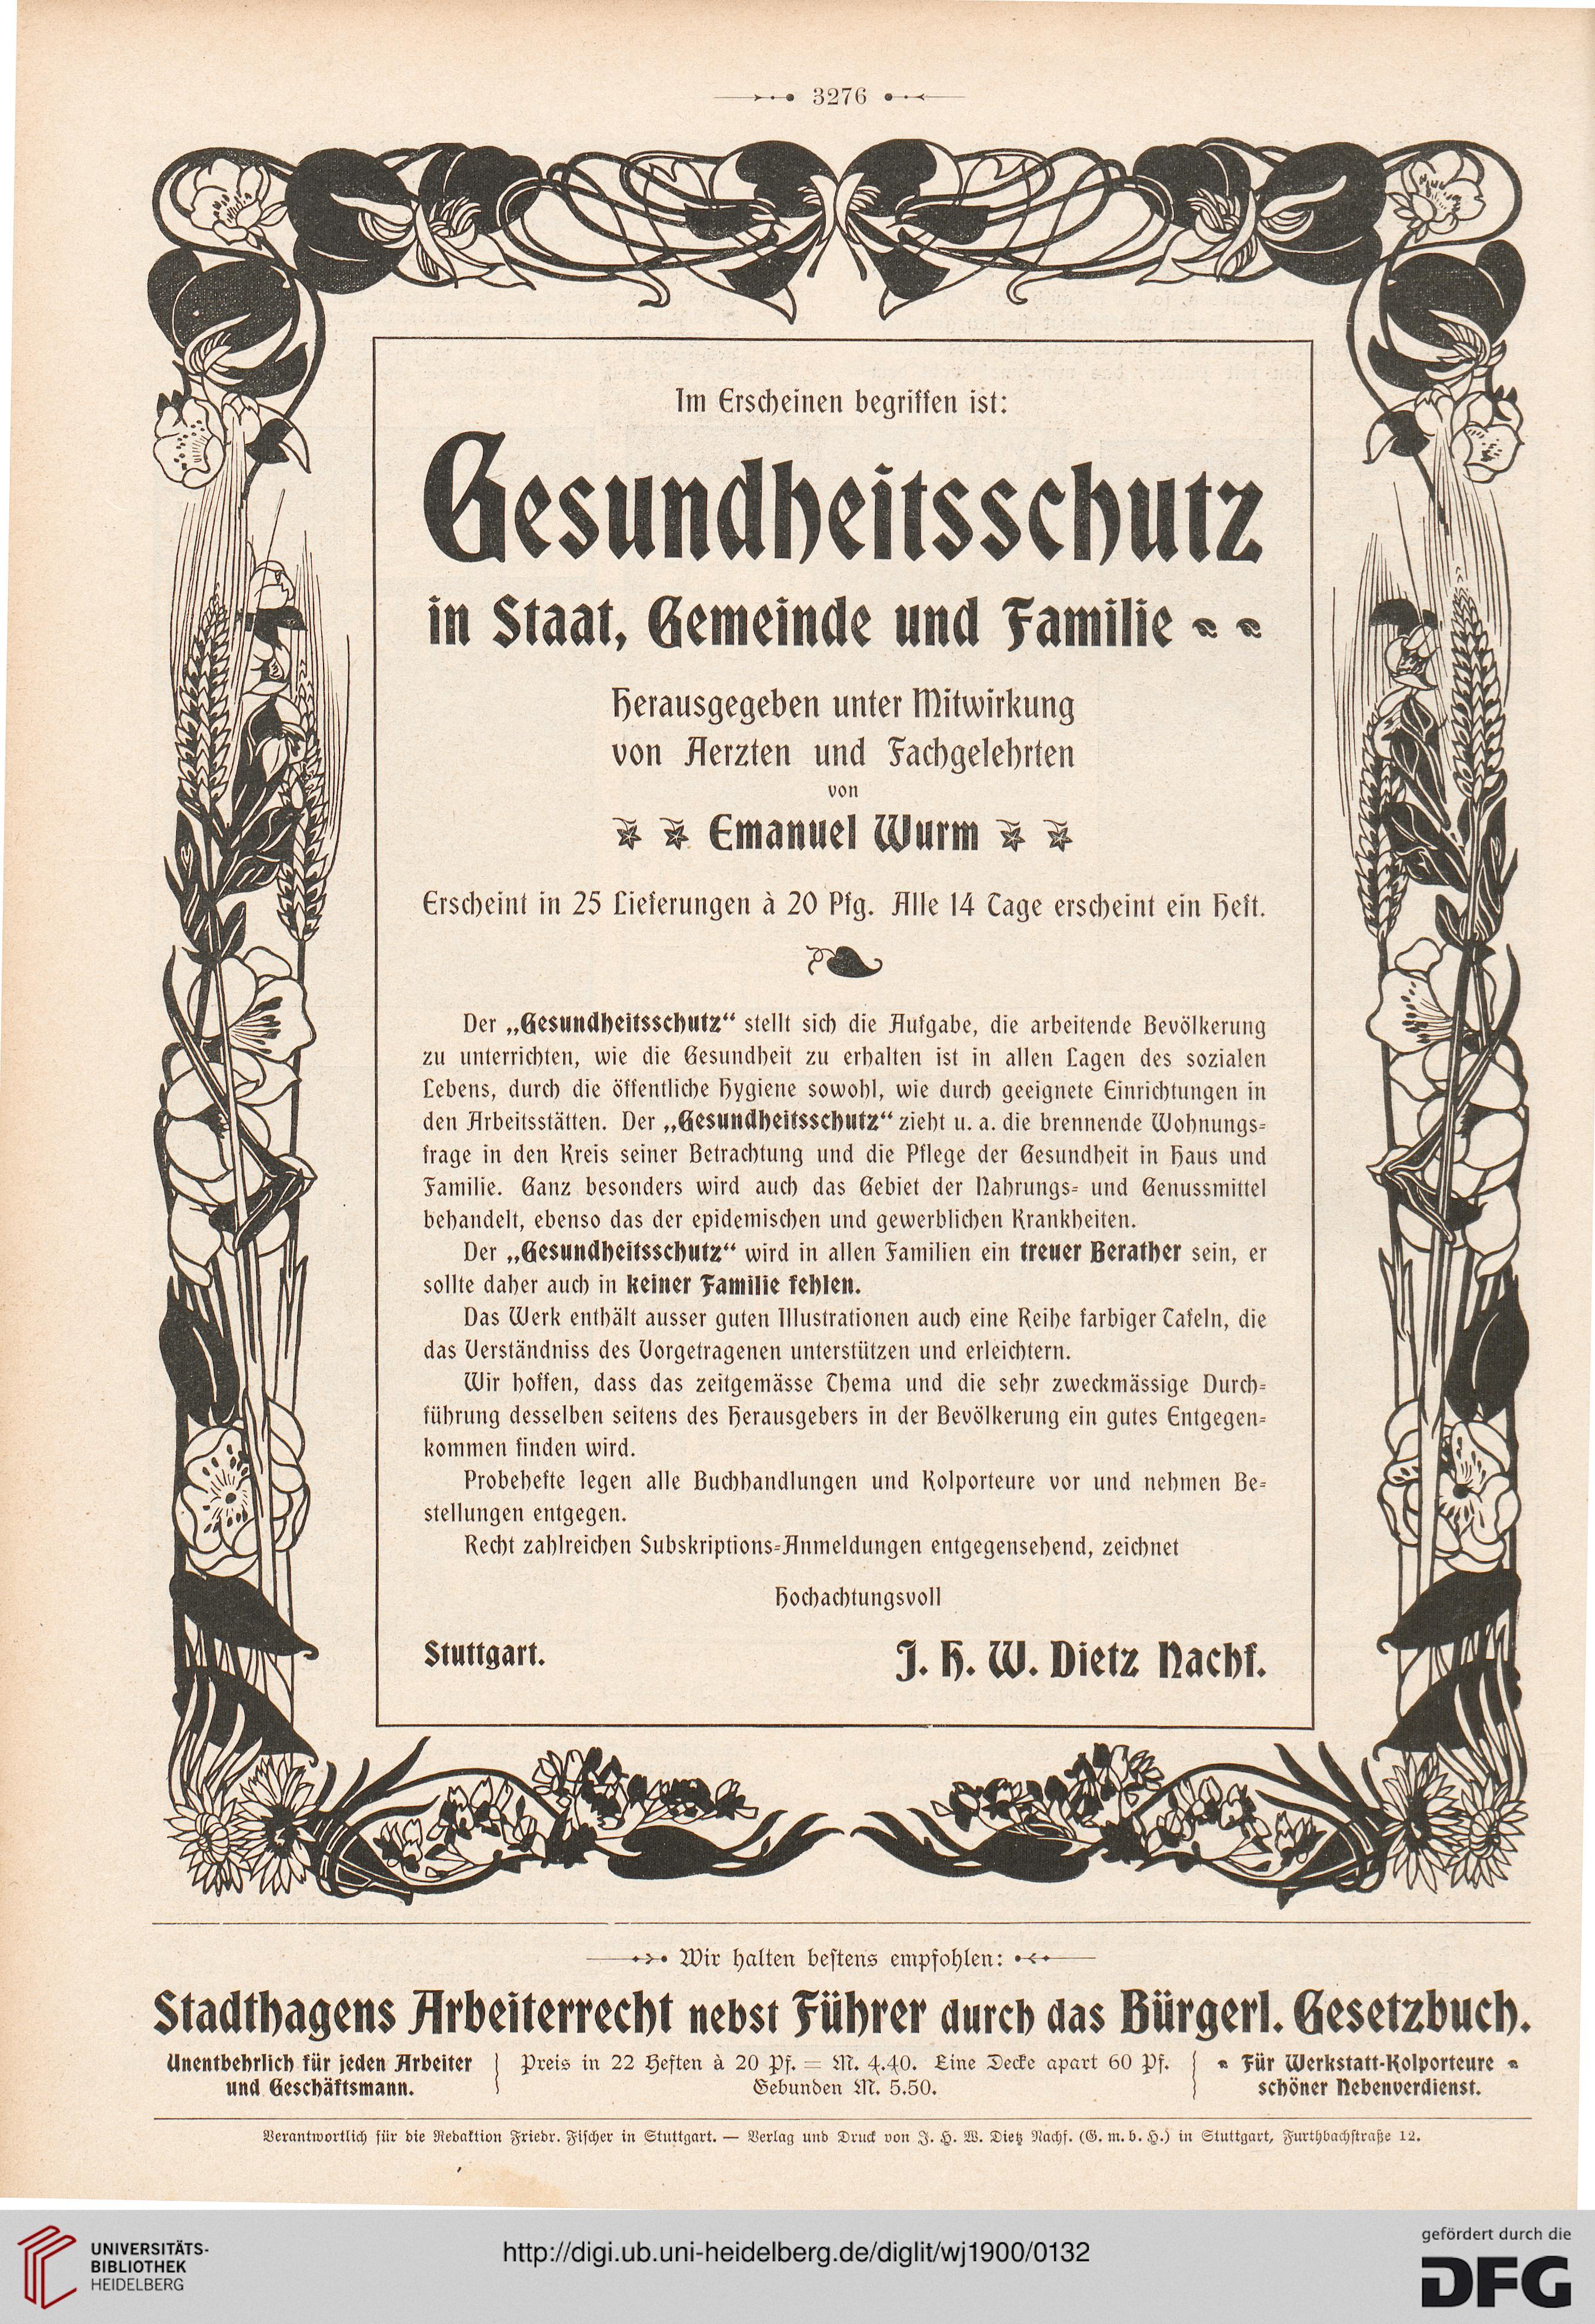 3276
Im Erscheinen begriffen ist:
Gesundheitsschutz
in Staat, Gemeinde und Familie
Herausgegeben unter Mitwirkung
von Aerzten und Fachgelehrten
von
Emanuel Wurm
Erscheint in 25 Lieferungen à 20 Pfg. Alle 14 Tage erscheint ein Heft.
Der „Gesundheitsschutz“ stellt sich die Aufgabe, die arbeitende Bevölkerung
zu unterrichten, wie die Gesundheit zu erhalten ist in allen Lagen des sozialen
Lebens, durch die öffentliche Hygiene sowohl, wie durch geeignete Einrichtungen in
den Arbeitsstätten. Der „Gesundheitsschutz“ zieht u. a. die brennende Wohnungs-
frage in den Kreis seiner Betrachtung und die Pflege der Gesundheit in Haus und
Familie. Ganz besonders wird auch das Gebiet der Nahrungs- und Genussmittel
behandelt, ebenso das der epidemischen und gewerblichen Krankheiten.
Der „Gesundheitsschutz“ wird in allen Familien ein treuer Berather sein, er
sollte daher auch in keiner Familie fehlen.
Das Werk enthält ausser guten Illustrationen auch eine Reihe farbiger Tafeln, die
das Verständniss des Vorgetragenen unterstützen und erleichtern.
Wir hoffen, dass das zeitgemässe Thema und die sehr zweckmässige Durch-
führung desselben seitens des Herausgebers in der Bevölkerung ein gutes Entgegen-
kommen finden wird.
Probehefte legen alle Buchhandlungen und Kolporteure vor und nehmen Be-
stellungen entgegen.
Recht zahlreichen Subskriptions-Anmeldungen entgegensehend, zeichnet
Hochachtungsvoll
Stuttgart. J. H. W. Dietz Nachf.
Wir halten bestens empfohlen:
Stadthagens Arbeiterrecht nebst Führer durch das Bürgerl. Gesetzbuch.
Unentbehrlich für jeden Arbeiter
und Geschäftsmann.
Preis in 22 Heften à 20 Pf. = M. 4.40. Eine Decke apart 60 Pf.
Gebunden M. 5.50.
Für Werkstatt-Kolporteure
schöner Nebenverdienst.
Verantwortlich für die Redaktion Friedr. Fischer in Stuttgart. — Verlag und Druck von J. H. W. Dietz Nachf. (G. m. b. H.) in Stuttgart, Furthbachstraße 12.
UNIVERSITÄTS-
BIBLIOTHEK
HEIDELBERG
http://digi.ub.uni-heidelberg.de/diglit/wj1900/0132
gefördert durch die
DFG